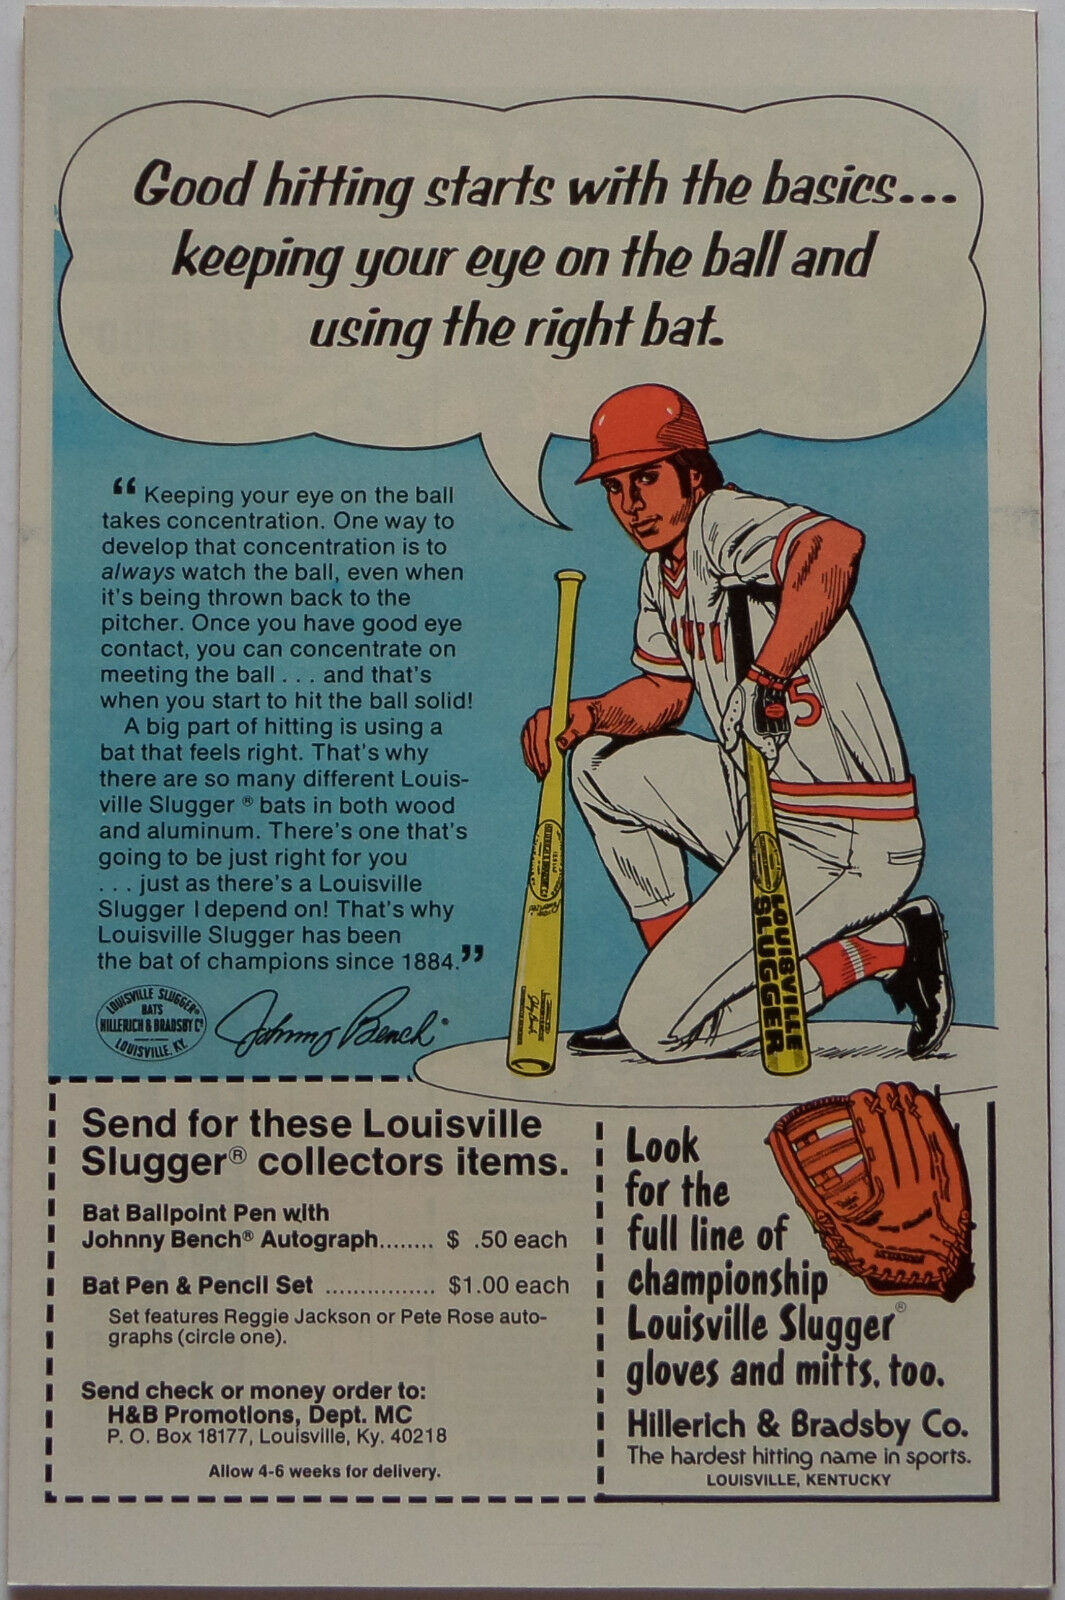 Good hitting starts with the basics...
keeping your eye on the ball and
using the right bat.
“ Keeping your eye on the ball
takes concentration. One way to
develop that concentration is to
always watch the ball, even when
it's being thrown back to the
pitcher. Once you have good eye
contact, you can concentrate on
meeting the ball . . . and that's
when you start to hit the ball solid!
A big part of hitting is using a
bat that feels right. That's why
there are so many different Louis-
ville Slugger ® bats in both wood
and aluminum. There's one that's
going to be just right for you
. . . just as there's a Louisville
Slugger I depend on! That's why
Louisville Slugger has been
the bat of champions since 1884.”
LOUISVILLE SLUGGER®
BATS
HILLERICH & BRADSBY Cº
LOUISVILLE, KY.
Johnny Bench
5
LOUISVILLE
SLUGGER
Send for these Louisville
Slugger® collectors items.
Bat Ballpoint Pen with
Johnny Bench® Autograph........ $ .50 each
Bat Pen & Pencil Set ................ $1.00 each
Set features Reggie Jackson or Pete Rose auto-
graphs (circle one).
Send check or money order to:
H&B Promotions, Dept. MC
P. O. Box 18177, Louisville, Ky. 40218
Allow 4-6 weeks for delivery.
Look
for the
full line of
championship
Louisville Slugger®
gloves and mitts, too.
Hillerich & Bradsby Co.
The hardest hitting name in sports.
LOUISVILLE, KENTUCKY